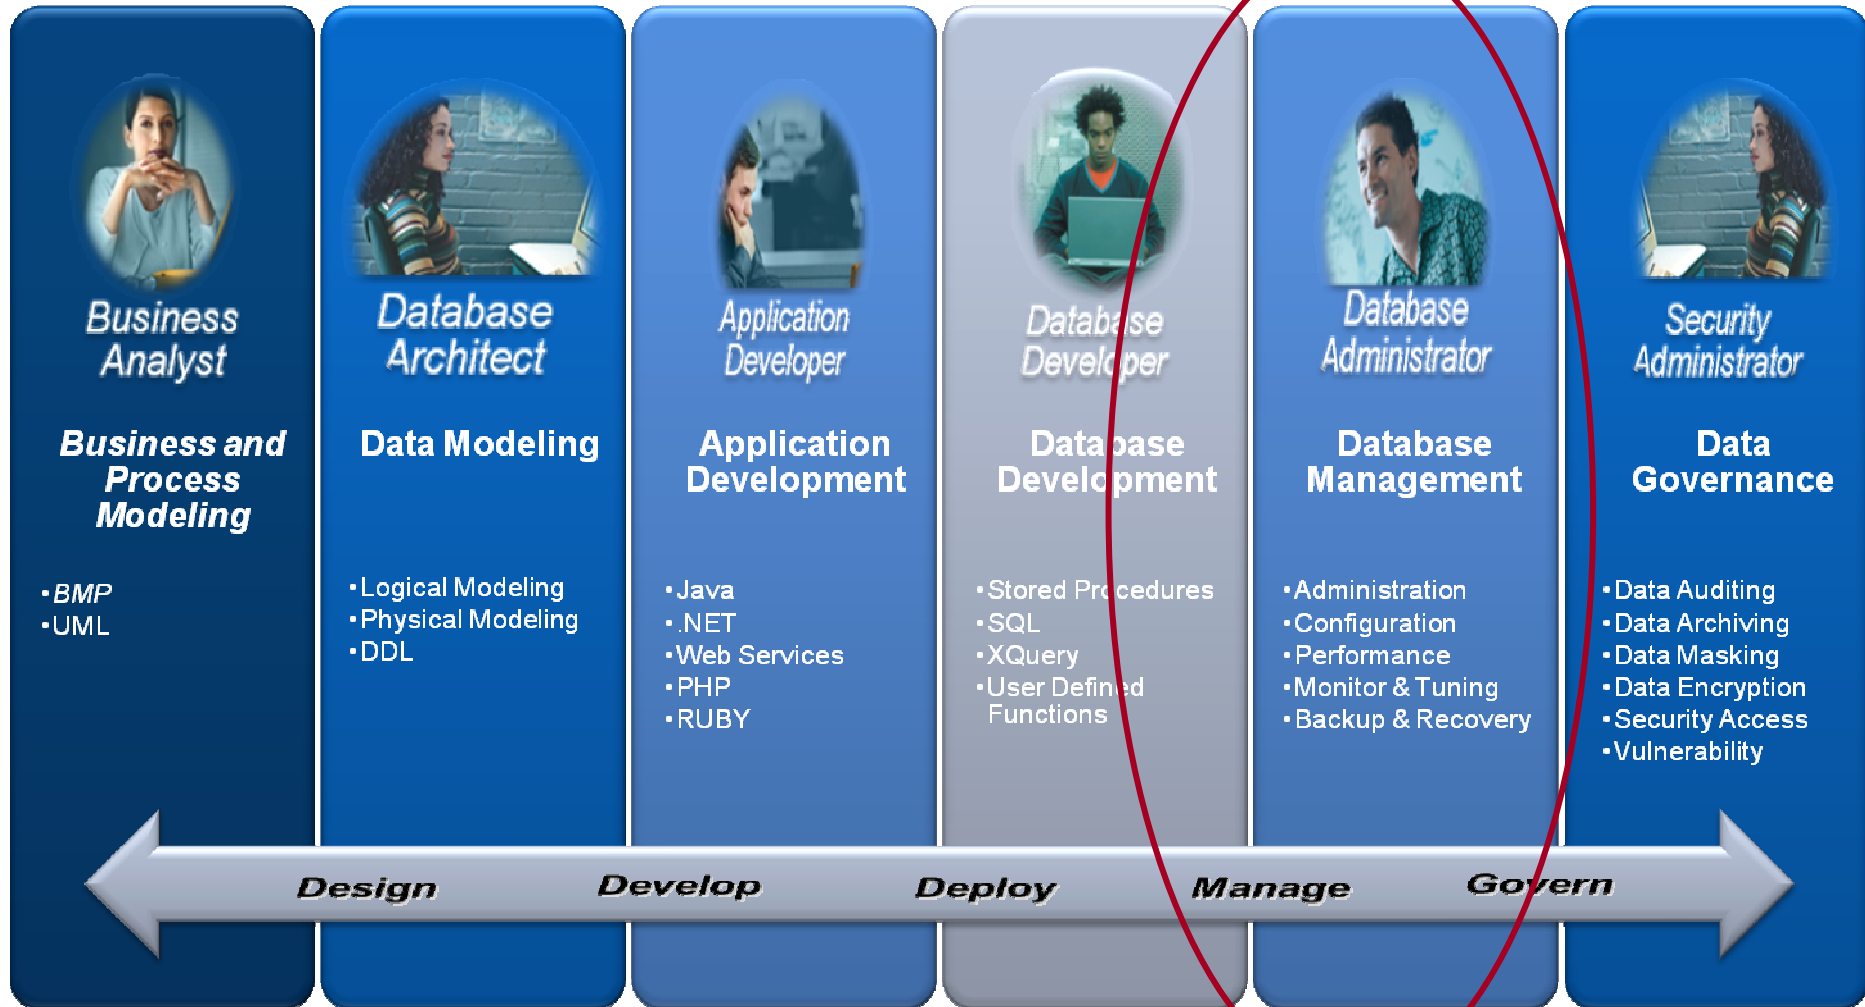 Business
Analyst
Business and
Process
Modeling
•BMP
•UML
Database
Architect
Data Modeling
•Logical Modeling
•Physical Modeling
•DDL
Application
Developer
Application
Development
•Java
•.NET
•Web Services
•PHP
•RUBY
Database
Developer
Database
Development
•Stored Procedures
•SQL
•XQuery
•User Defined
Functions
Database
Administrator
Database
Management
•Administration
•Configuration
•Performance
•Monitor & Tuning
•Backup & Recovery
Security
Administrator
Data
Governance
•Data Auditing
•Data Archiving
•Data Masking
•Data Encryption
•Security Access
•Vulnerability
Design Develop Deploy Manage Govern